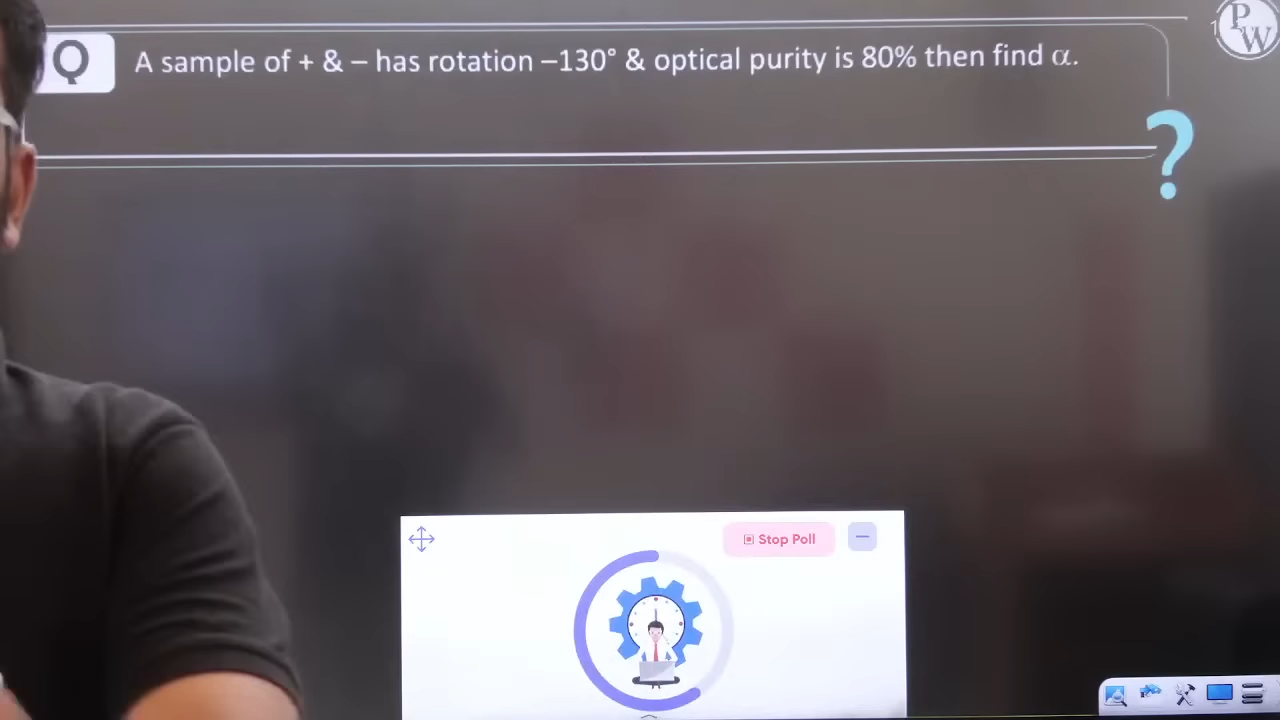 Q
A sample of + & – has rotation –130° & optical purity is 80% then find α.
PW
?
Stop Poll